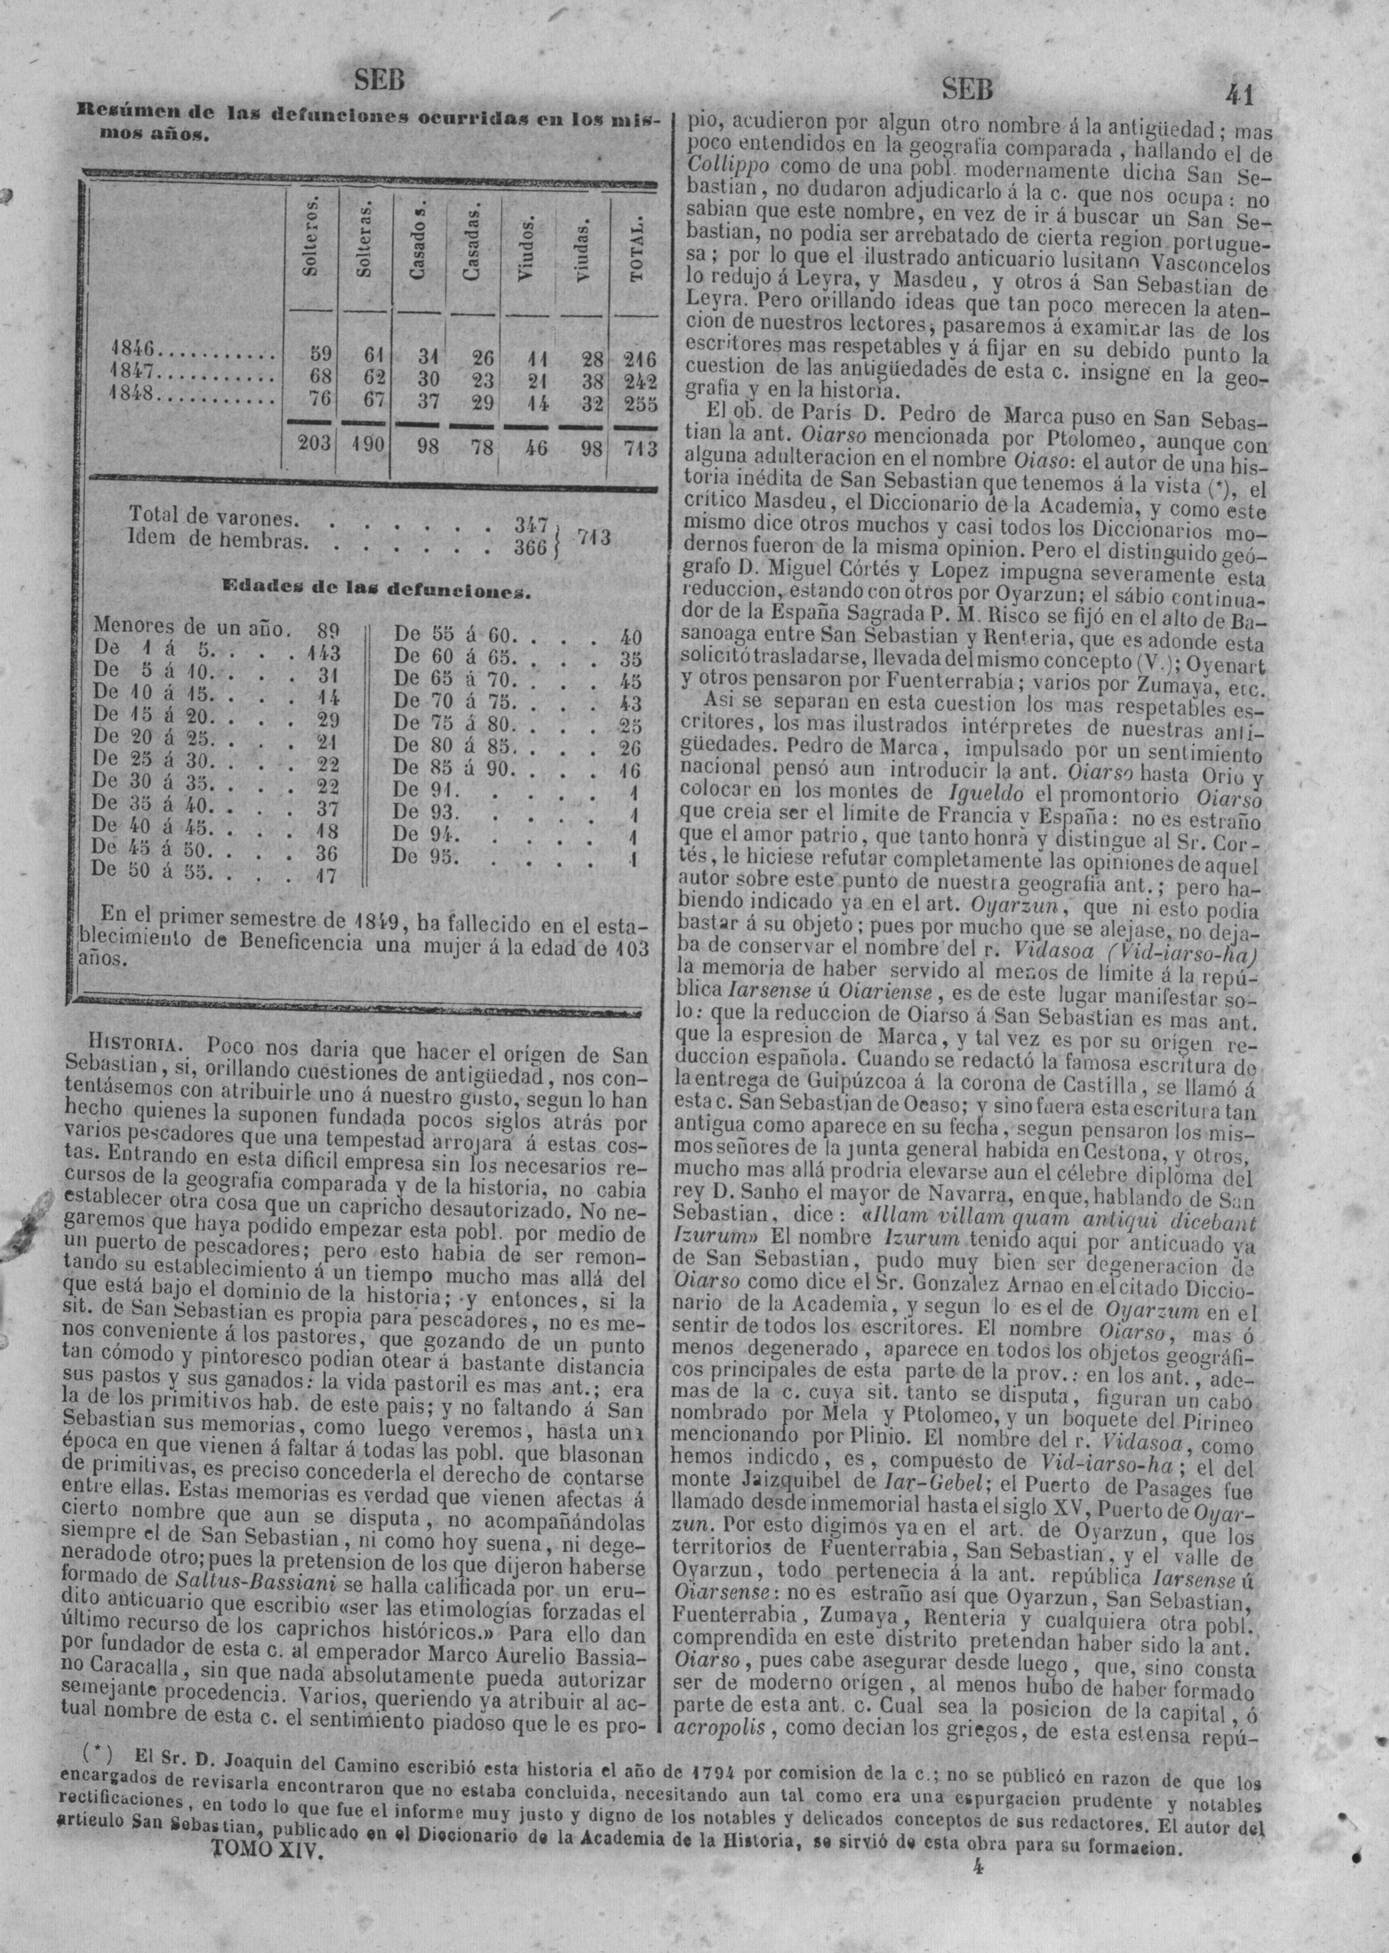 SEB
SEB
41
Resúmen de las defunciones ocurridas en los mis-
mos años.
Solteros.
Solteras.
Casados.
Casadas.
Viudos.
Viudas.
TOTAL.
1846........... 59 61 31 26 11 28 216
1847........... 68 62 30 23 21 38 242
1848........... 76 67 37 29 14 32 255
203 190 98 78 46 98 713
Total de varones. . . . . . . . 347
Idem de hembras. . . . . . . . 366
} 713
Edades de las defunciones.
Menores de un año. 89
De 1 á 5. . . . . 143
De 5 á 10. . . . 31
De 10 á 15. . . . 14
De 15 á 20. . . . 29
De 20 á 25. . . . 21
De 25 á 30. . . . 22
De 30 á 35. . . . 22
De 35 á 40. . . . 37
De 40 á 45. . . . 18
De 45 á 50. . . . 36
De 50 á 55. . . . 17
De 55 á 60. . . . 40
De 60 á 65. . . . 35
De 65 á 70. . . . 45
De 70 á 75. . . . 43
De 75 á 80. . . . 25
De 80 á 85. . . . 26
De 85 á 90. . . . 16
De 91. . . . . . 1
De 93. . . . . . 1
De 94. . . . . . 1
De 95. . . . . . 1
En el primer semestre de 1849, ha fallecido en el esta-
blecimiento de Beneficencia una mujer á la edad de 103
años.
HISTORIA. Poco nos daria que hacer el orígen de San
Sebastian, si, orillando cuestiones de antigüedad, nos con-
tentásemos con atribuirle uno á nuestro gusto, segun lo han
hecho quienes la suponen fundada pocos siglos atrás por
varios pescadores que una tempestad arrojara á estas cos-
tas. Entrando en esta dificil empresa sin los necesarios re-
cursos de la geografia comparada y de la historia, no cabia
establecer otra cosa que un capricho desautorizado. No ne-
garemos que haya podido empezar esta pobl. por medio de
un puerto de pescadores; pero esto habia de ser remon-
tando su establecimiento á un tiempo mucho mas allá del
que está bajo el dominio de la historia; y entonces, si la
sit. de San Sebastian es propia para pescadores, no es me-
nos conveniente á los pastores, que gozando de un punto
tan cómodo y pintoresco podian otear á bastante distancia
sus pastos y sus ganados: la vida pastoril es mas ant.; era
la de los primitivos hab. de este pais; y no faltando á San
Sebastian sus memorias, como luego veremos, hasta una
época en que vienen á faltar á todas las pobl. que blasonan
de primitivas, es preciso concederla el derecho de contarse
entre ellas. Estas memorias es verdad que vienen afectas á
cierto nombre que aun se disputa, no acompañándolas
siempre el de San Sebastian, ni como hoy suena, ni dege-
nerado de otro; pues la pretension de los que dijeron haberse
formado de Saltus-Bassiani se halla calificada por un eru-
dito anticuario que escribio «ser las etimologías forzadas el
último recurso de los caprichos históricos.» Para ello dan
por fundador de esta c. al emperador Marco Aurelio Bassia-
no Caracalla, sin que nada absolutamente pueda autorizar
semejante procedencia. Varios, queriendo ya atribuir al ac-
tual nombre de esta c. el sentimiento piadoso que le es pro-
pio, acudieron por algun otro nombre á la antigüedad; mas
poco entendidos en la geografía comparada, hallando el de
Collippo como de una pobl. modernamente dicha San Se-
bastian, no dudaron adjudicarlo á la c. que nos ocupa: no
sabian que este nombre, en vez de ir á buscar un San Se-
bastian, no podia ser arrebatado de cierta region portugue-
sa; por lo que el ilustrado anticuario lusitano Vasconcelos
lo redujo á Leyra, y Masdeu, y otros á San Sebastian de
Leyra. Pero orillando ideas que tan poco merecen la aten-
cion de nuestros lectores, pasaremos á examinar las de los
escritores mas respetables y á fijar en su debido punto la
cuestion de las antigüedades de esta c. insigne en la geo-
grafia y en la historia.
El ob. de París D. Pedro de Marca puso en San Sebas-
tian la ant. Oiarso mencionada por Ptolomeo, aunque con
alguna adulteracion en el nombre Oiaso: el autor de una his-
toria inédita de San Sebastian que tenemos á la vista (*), el
crítico Masdeu, el Diccionario de la Academia, y como este
mismo dice otros muchos y casi todos los Diccionarios mo-
dernos fueron de la misma opinion. Pero el distinguido geó-
grafo D. Miguel Córtés y Lopez impugna severamente esta
reduccion, estando con otros por Oyarzun; el sábio continua-
dor de la España Sagrada P. M. Risco se fijó en el alto de Ba-
sanoaga entre San Sebastian y Renteria, que es adonde esta
solicitó trasladarse, llevada del mismo concepto (V.); Oyenart
y otros pensaron por Fuenterrabia; varios por Zumaya, etc.
Asi se separan en esta cuestion los mas respetables es-
critores, los mas ilustrados intérpretes de nuestras anti-
güedades. Pedro de Marca, impulsado por un sentimiento
nacional pensó aun introducir la ant. Oiarso hasta Orio y
colocar en los montes de Igueldo el promontorio Oiarso
que creia ser el límite de Francia y España: no es estraño
que el amor patrio, que tanto honra y distingue al Sr. Cor-
tés, le hiciese refutar completamente las opiniones de aquel
autor sobre este punto de nuestra geografia ant.; pero ha-
biendo indicado ya en el art. Oyarzun, que ni esto podia
bastar á su objeto; pues por mucho que se alejase, no deja-
ba de conservar el nombre del r. Vidasoa (Vid-iarso-ha)
la memoria de haber servido al menos de límite á la repú-
blica Iarsense ú Oiariense, es de este lugar manifestar so-
lo: que la reduccion de Oiarso á San Sebastian es mas ant.
que la espresion de Marca, y tal vez es por su orígen re-
duccion española. Cuando se redactó la famosa escritura de
la entrega de Guipúzcoa á la corona de Castilla, se llamó á
esta c. San Sebastian de Ocaso; y sino fuera esta escritura tan
antigua como aparece en su fecha, segun pensaron los mis-
mos señores de la junta general habida en Cestona, y otros,
mucho mas allá prodria elevarse aun el célebre diploma del
rey D. Sanho el mayor de Navarra, en que, hablando de San
Sebastian, dice: «Illam villam quam antiqui dicebant
Izurum» El nombre Izurum tenido aqui por anticuado ya
de San Sebastian, pudo muy bien ser degeneracion de
Oiarso como dice el Sr. Gonzalez Arnao en el citado Diccio-
nario de la Academia, y segun lo es el de Oyarzum en el
sentir de todos los escritores. El nombre Oiarso, mas ó
menos degenerado, aparece en todos los objetos geográfi-
cos principales de esta parte de la prov.: en los ant., ade-
mas de la c. cuya sit. tanto se disputa, figuran un cabo
nombrado por Mela y Ptolomeo, y un boquete del Pirineo
mencionando por Plinio. El nombre del r. Vidasoa, como
hemos indicdo, es, compuesto de Vid-iarso-ha; el del
monte Jaizquibel de Iar-Gebel; el Puerto de Pasages fue
llamado desde inmemorial hasta el siglo XV, Puerto de Oyar-
zun. Por esto digimos ya en el art. de Oyarzun, que los
territorios de Fuenterrabia, San Sebastian, y el valle de
Oyarzun, todo pertenecia á la ant. república Iarsense ú
Oiarsense: no es estraño así que Oyarzun, San Sebastian,
Fuenterrabia, Zumaya, Renteria y cualquiera otra pobl.
comprendida en este distrito pretendan haber sido la ant.
Oiarso, pues cabe asegurar desde luego, que, sino consta
ser de moderno orígen, al menos hubo de haber formado
parte de esta ant. c. Cual sea la posicion de la capital, ó
acropolis, como decian los griegos, de esta estensa repú-
(*) El Sr. D. Joaquin del Camino escribió esta historia el año de 1794 por comision de la c.; no se publicó en razon de que los
encargados de revisarla encontraron que no estaba concluida, necesitando aun tal como era una espurgacion prudente y notables
rectificaciones, en todo lo que fue el informe muy justo y digno de los notables y delicados conceptos de sus redactores. El autor del
artículo San Sebastian, publicado en el Diccionario de la Academia de la Historia, se sirvió de esta obra para su formacion.
TOMO XIV.
4